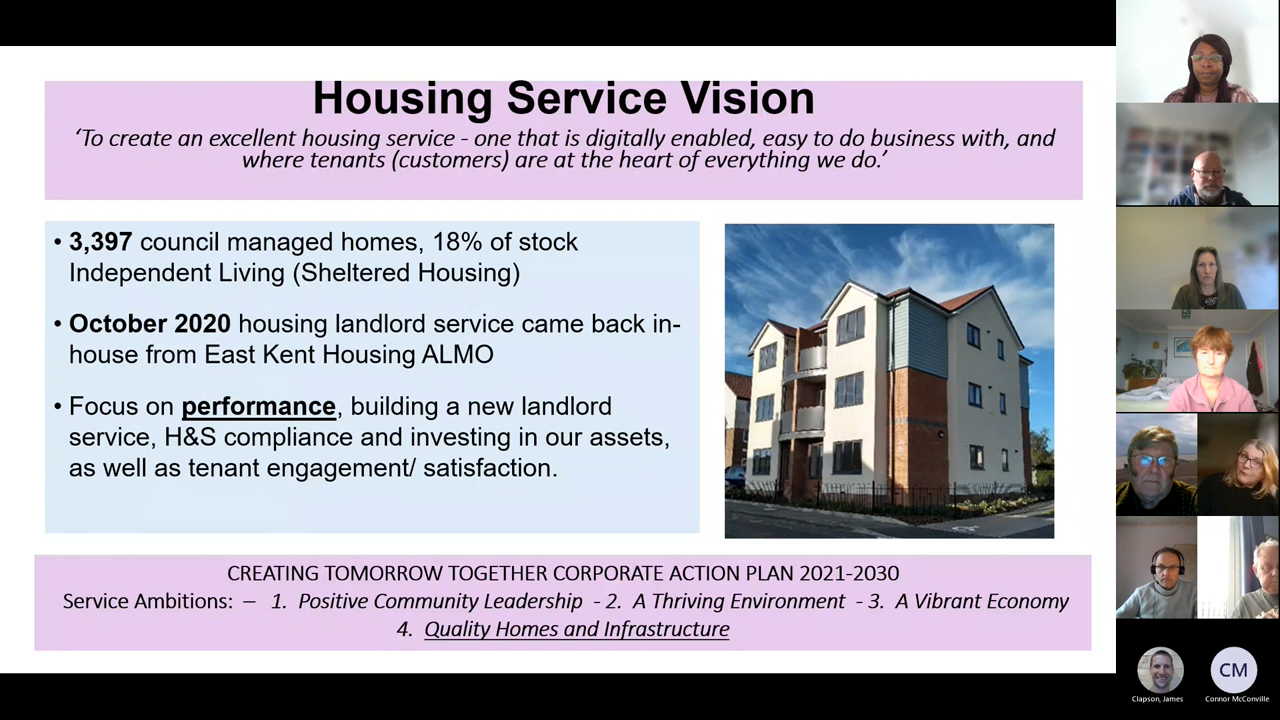 Housing Service Vision
‘To create an excellent housing service - one that is digitally enabled, easy to do business with, and
where tenants (customers) are at the heart of everything we do.’
• 3,397 council managed homes, 18% of stock
Independent Living (Sheltered Housing)
• October 2020 housing landlord service came back in-
house from East Kent Housing ALMO
• Focus on performance, building a new landlord
service, H&S compliance and investing in our assets,
as well as tenant engagement/ satisfaction.
CREATING TOMORROW TOGETHER CORPORATE ACTION PLAN 2021-2030
Service Ambitions: – 1. Positive Community Leadership - 2. A Thriving Environment - 3. A Vibrant Economy
4. Quality Homes and Infrastructure
CM
Clapson, James
Connor McConville